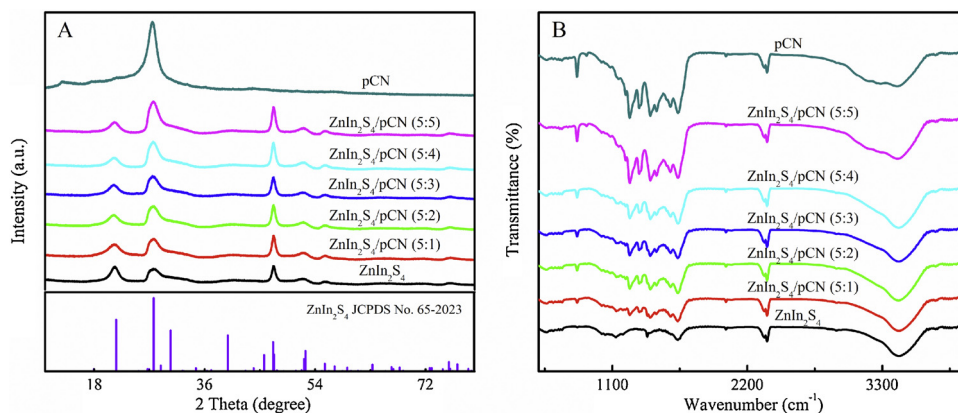 A
pCN
ZnIn₂S₄/pCN (5:5)
ZnIn₂S₄/pCN (5:4)
ZnIn₂S₄/pCN (5:3)
ZnIn₂S₄/pCN (5:2)
ZnIn₂S₄/pCN (5:1)
ZnIn₂S₄
Intensity (a.u.)
ZnIn₂S₄ JCPDS No. 65-2023
18 36 54 72
2 Theta (degree)
B
pCN
ZnIn₂S₄/pCN (5:5)
ZnIn₂S₄/pCN (5:4)
ZnIn₂S₄/pCN (5:3)
ZnIn₂S₄/pCN (5:2)
ZnIn₂S₄/pCN (5:1)
ZnIn₂S₄
Transmittance (%)
1100 2200 3300
Wavenumber (cm⁻¹)